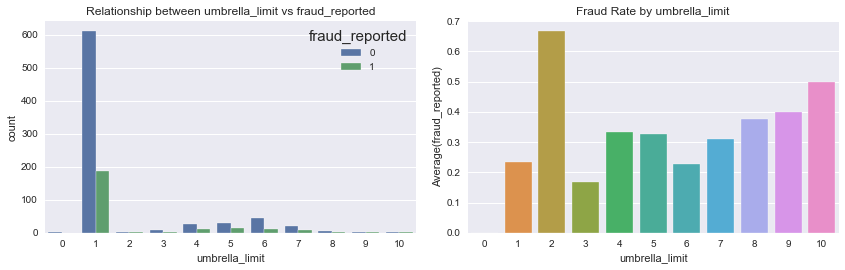 Relationship between umbrella_limit vs fraud_reported
fraud_reported
0
1
600
500
400
300
200
100
0
count
0 1 2 3 4 5 6 7 8 9 10
umbrella_limit
Fraud Rate by umbrella_limit
0.7
0.6
0.5
0.4
0.3
0.2
0.1
0.0
Average(fraud_reported)
0 1 2 3 4 5 6 7 8 9 10
umbrella_limit